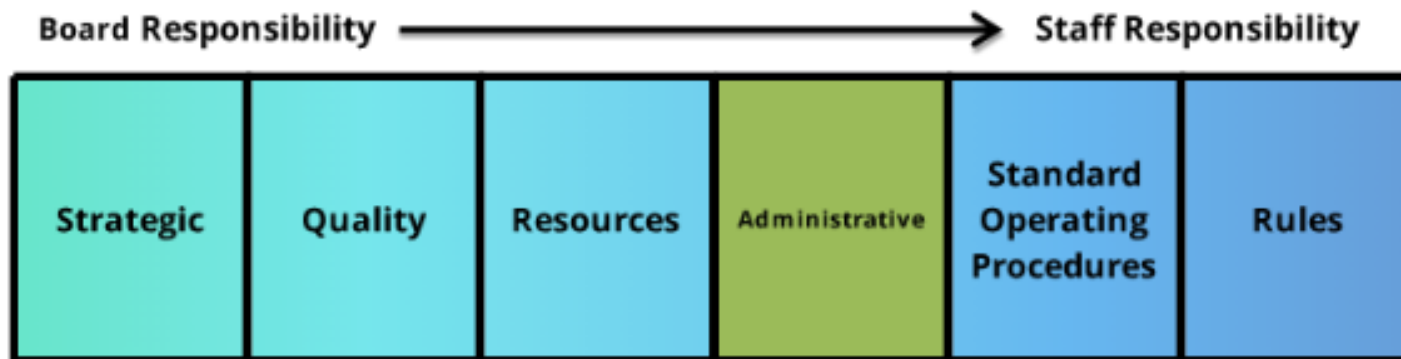 Board Responsibility
Staff Responsibility
Strategic
Quality
Resources
Administrative
Standard
Operating
Procedures
Rules